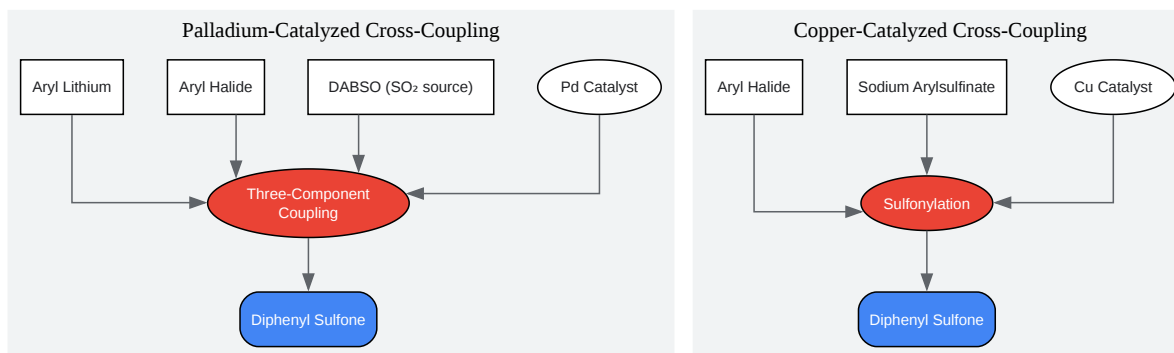 Palladium-Catalyzed Cross-Coupling
Aryl Lithium
Aryl Halide
DABSO (SO₂ source)
Pd Catalyst
Three-Component
Coupling
Diphenyl Sulfone
Copper-Catalyzed Cross-Coupling
Aryl Halide
Sodium Arylsulfinate
Cu Catalyst
Sulfonylation
Diphenyl Sulfone